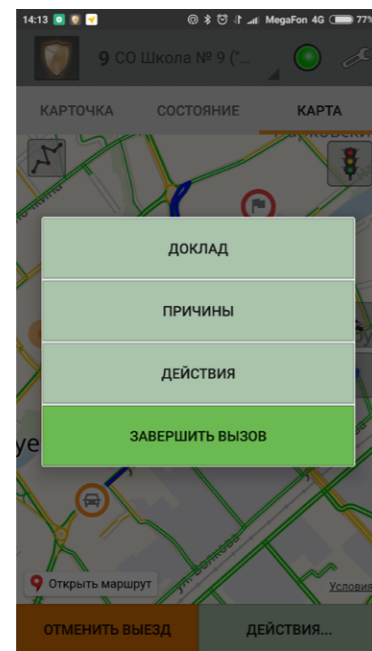 14:13 MegaFon 4G 77%
9 СО Школа № 9 ("...
КАРТОЧКА СОСТОЯНИЕ КАРТА
ДОКЛАД
ПРИЧИНЫ
ДЕЙСТВИЯ
ЗАВЕРШИТЬ ВЫЗОВ
уе
Открыть маршрут
Условия
ОТМЕНИТЬ ВЫЕЗД ДЕЙСТВИЯ...